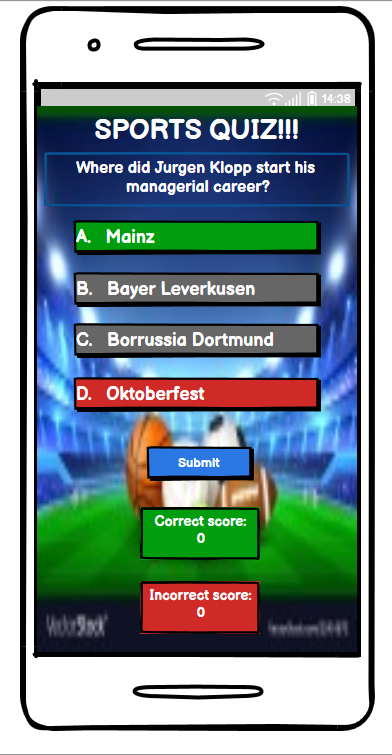 14:38
SPORTS QUIZ!!!
Where did Jurgen Klopp start his
managerial career?
A. Mainz
B. Bayer Leverkusen
C. Borrussia Dortmund
D. Oktoberfest
Submit
Correct score:
0
Incorrect score:
0
VectorStock